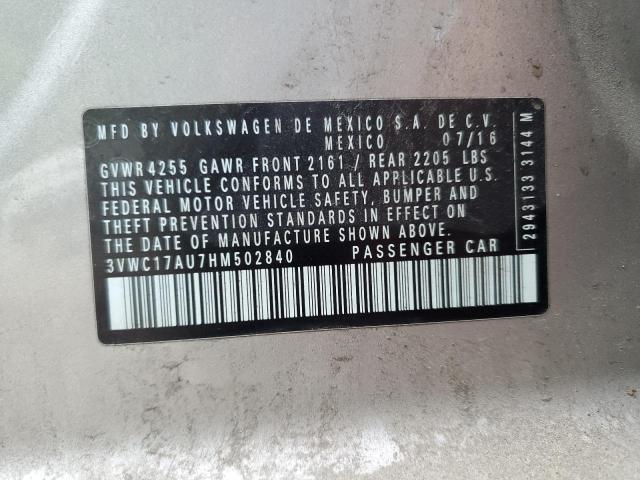 MFD BY VOLKSWAGEN DE MEXICO S.A. DE C.V.
MEXICO 07/16
GVWR 4255 GAWR FRONT 2161 / REAR 2205 LBS
THIS VEHICLE CONFORMS TO ALL APPLICABLE U.S.
FEDERAL MOTOR VEHICLE SAFETY, BUMPER AND
THEFT PREVENTION STANDARDS IN EFFECT ON
THE DATE OF MANUFACTURE SHOWN ABOVE.
3VWC17AU7HM502840 PASSENGER CAR
2943133 3144 M